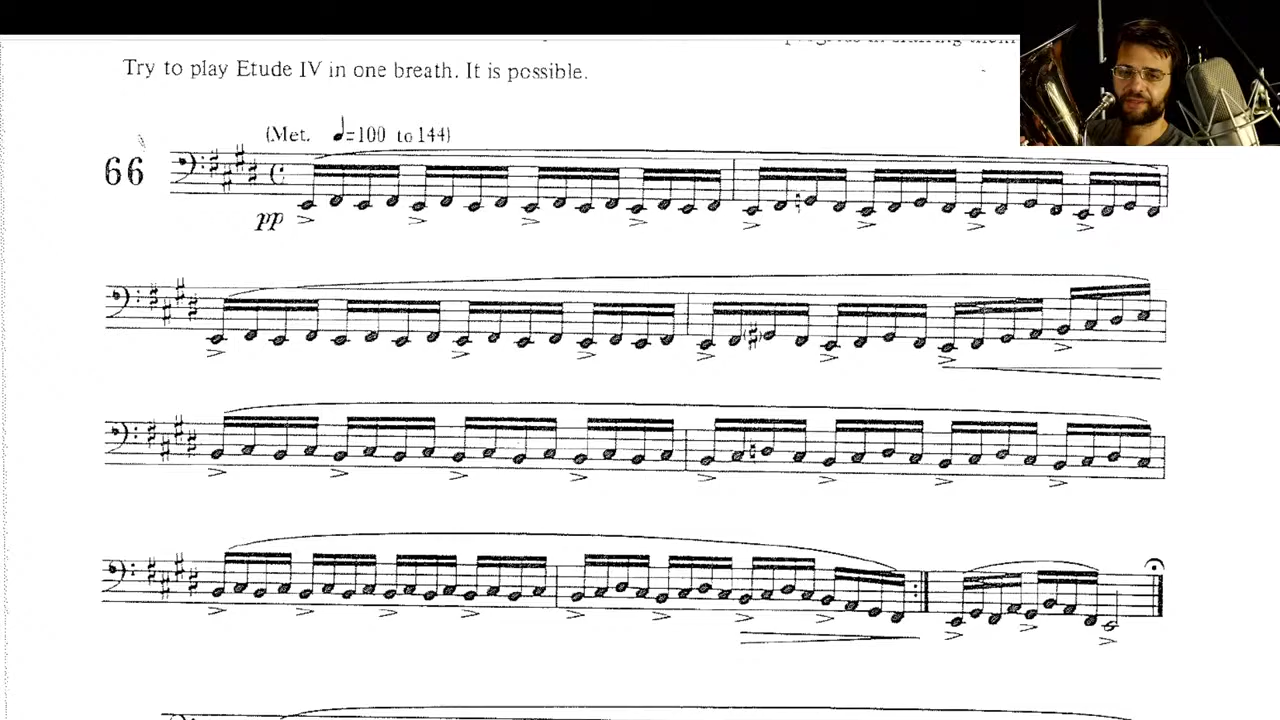 Try to play Etude IV in one breath. It is possible.
(Met. ♩=100 to 144)
66
pp